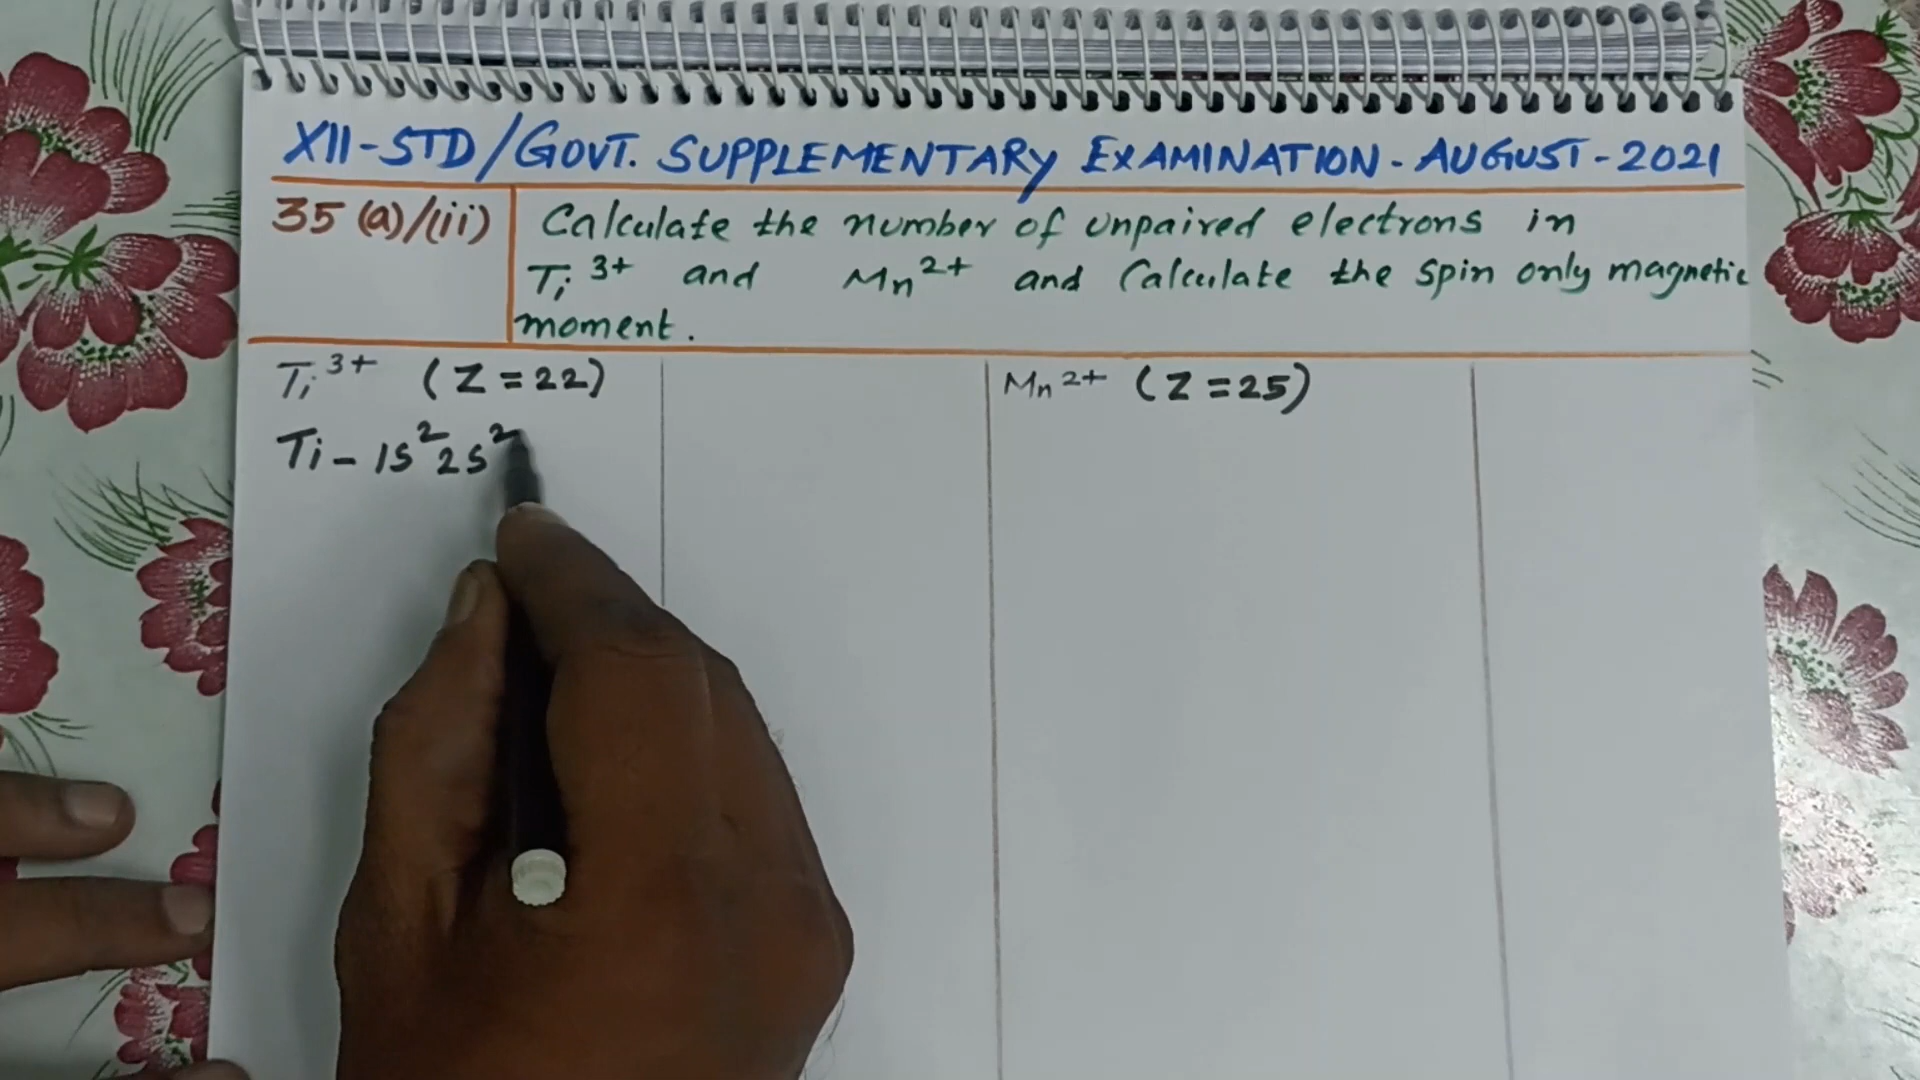 XII-STD/GOVT. SUPPLEMENTARY EXAMINATION - AUGUST - 2021
35 (a)/(ii) Calculate the number of unpaired electrons in
Ti 3+ and Mn 2+ and Calculate the spin only magnetic
moment.
Ti 3+ (Z = 22) Mn 2+ (Z = 25)
Ti - 1s² 2s²